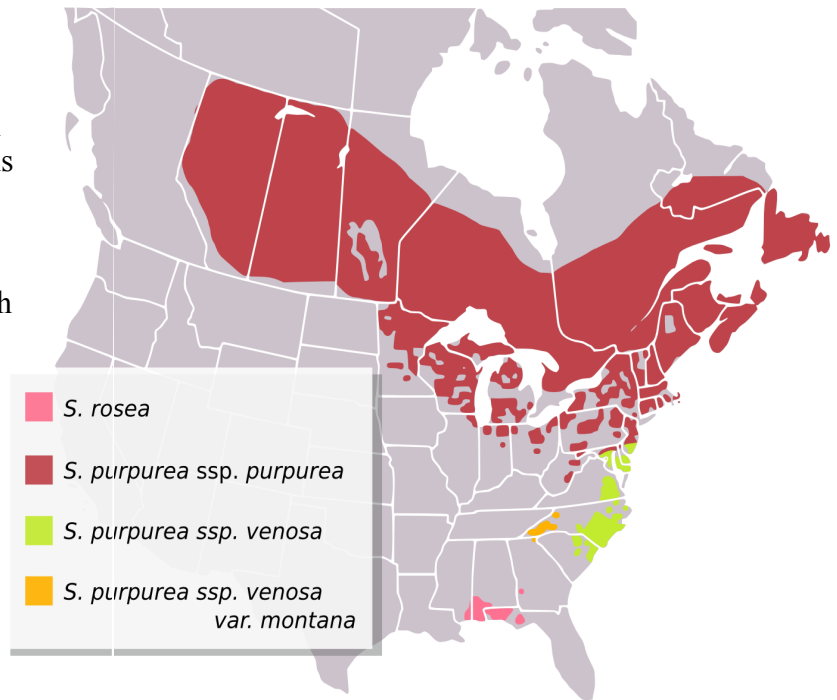 s
h
S. rosea
S. purpurea ssp. purpurea
S. purpurea ssp. venosa
S. purpurea ssp. venosa
var. montana